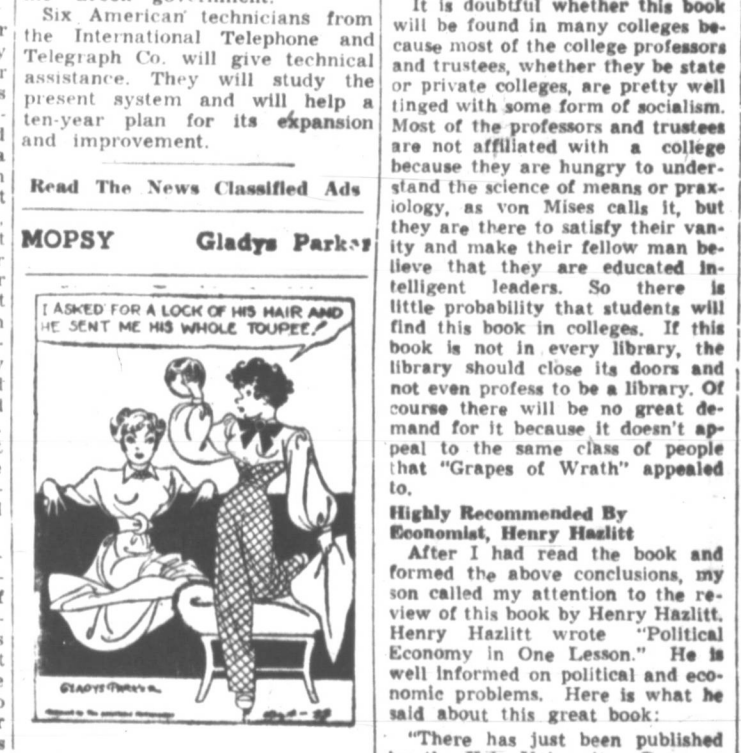 Six American technicians from
the International Telephone and
Telegraph Co. will give technical
assistance. They will study the
present system and will help a
ten-year plan for its expansion
and improvement.
Read The News Classified Ads
MOPSY Gladys Parker
I ASKED FOR A LOCK OF HIS HAIR AND
HE SENT ME HIS WHOLE TOUPEE!
GLADYS PARKER
It is doubtful whether this book
will be found in many colleges be-
cause most of the college professors
and trustees, whether they be state
or private colleges, are pretty well
tinged with some form of socialism.
Most of the professors and trustees
are not affiliated with a college
because they are hungry to under-
stand the science of means or prax-
iology, as von Mises calls it, but
they are there to satisfy their van-
ity and make their fellow man be-
lieve that they are educated in-
telligent leaders. So there is
little probability that students will
find this book in colleges. If this
book is not in every library, the
library should close its doors and
not even profess to be a library. Of
course there will be no great de-
mand for it because it doesn't ap-
peal to the same class of people
that "Grapes of Wrath" appealed
to.
Highly Recommended By
Economist, Henry Hazlitt
After I had read the book and
formed the above conclusions, my
son called my attention to the re-
view of this book by Henry Hazlitt.
Henry Hazlitt wrote "Political
Economy in One Lesson." He is
well informed on political and eco-
nomic problems. Here is what he
said about this great book:
"There has just been published